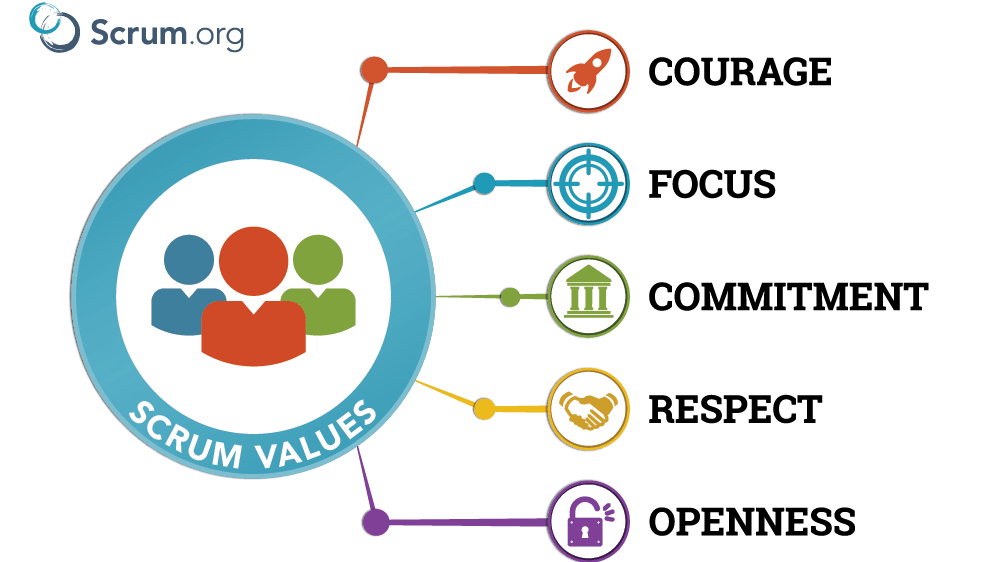 Scrum.org
COURAGE
FOCUS
COMMITMENT
RESPECT
OPENNESS
SCRUM VALUES